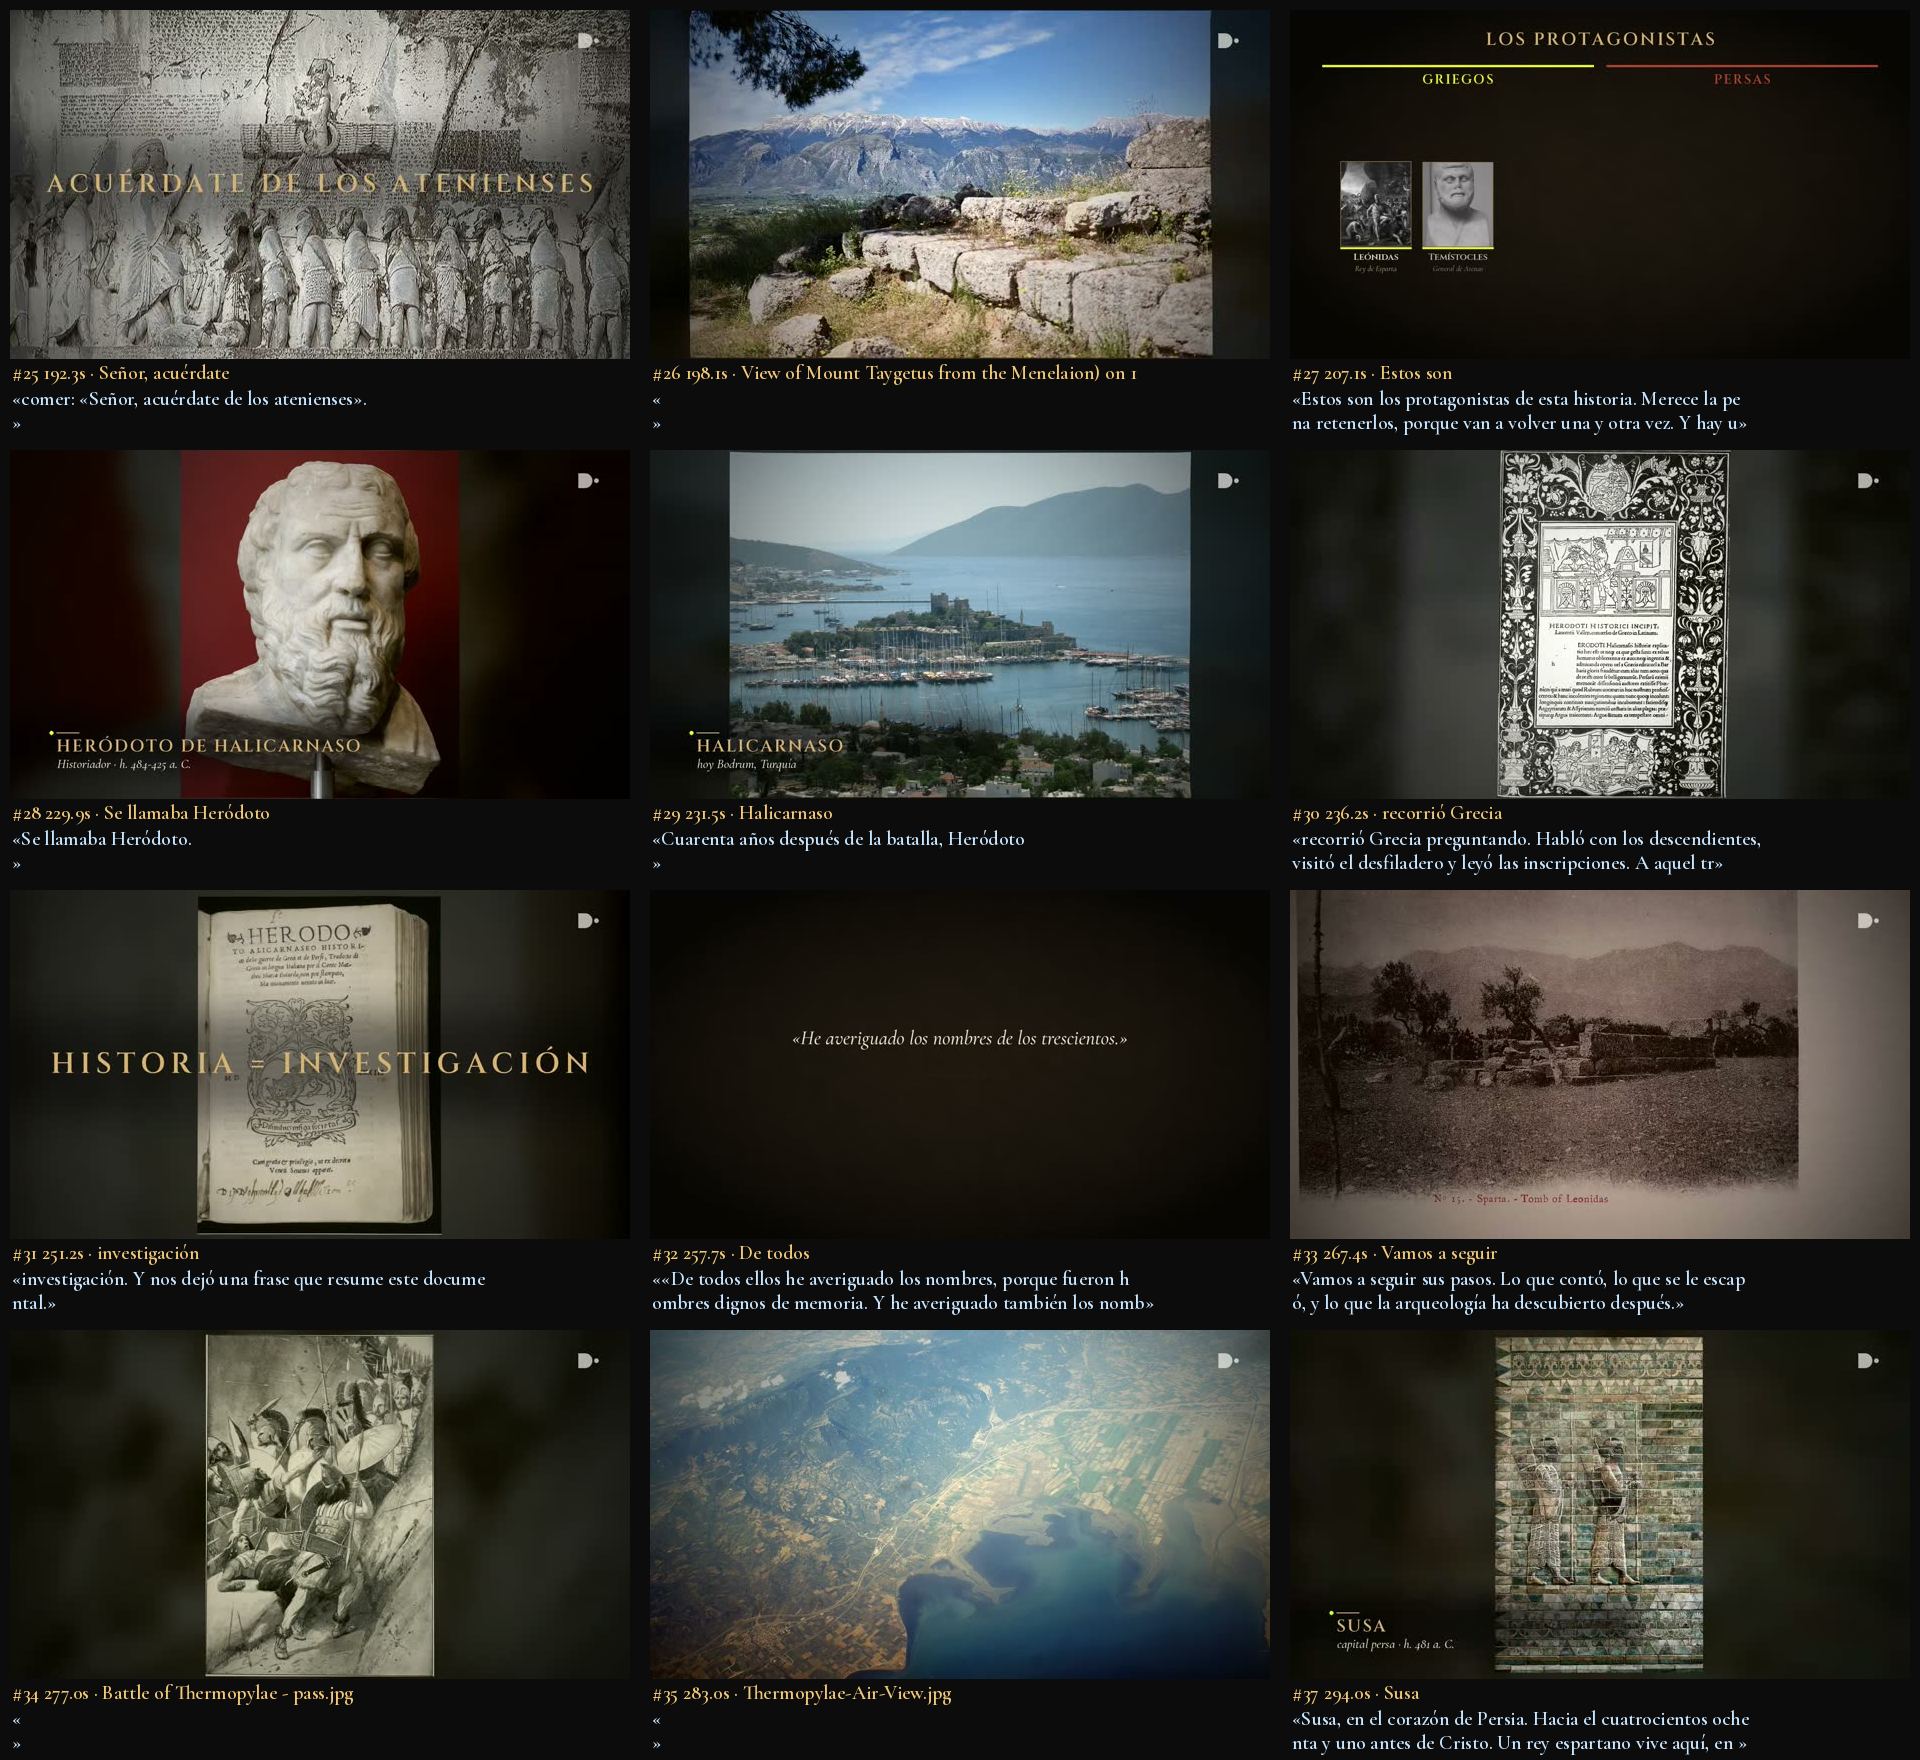 ACUÉRDATE DE LOS ATENIENSES
#25 192.3s · Señor, acuérdate
«comer: «Señor, acuérdate de los atenienses».
»
#26 198.1s · View of Mount Taygetus from the Menelaion) on 1
«
»
LOS PROTAGONISTAS
GRIEGOS
PERSAS
LEÓNIDAS
Rey de Esparta
TEMÍSTOCLES
General de Atenas
#27 207.1s · Estos son
«Estos son los protagonistas de esta historia. Merece la pe
na retenerlos, porque van a volver una y otra vez. Y hay u»
HERÓDOTO DE HALICARNASO
Historiador · h. 484-425 a. C.
#28 229.9s · Se llamaba Heródoto
«Se llamaba Heródoto.
»
HALICARNASO
hoy Bodrum, Turquía
#29 231.5s · Halicarnaso
«Cuarenta años después de la batalla, Heródoto
»
HERODOTI HISTORICI INCIPIT;
#30 236.2s · recorrió Grecia
«recorrió Grecia preguntando. Habló con los descendientes,
visitó el desfiladero y leyó las inscripciones. A aquel tr»
HERODO
TO ALICARNASEO HISTORI-
HISTORIA = INVESTIGACIÓN
#31 251.2s · investigación
«investigación. Y nos dejó una frase que resume este docume
ntal.»
«He averiguado los nombres de los trescientos.»
#32 257.7s · De todos
««De todos ellos he averiguado los nombres, porque fueron h
ombres dignos de memoria. Y he averiguado también los nomb»
Nº 15. - Sparta. - Tomb of Leonidas
#33 267.4s · Vamos a seguir
«Vamos a seguir sus pasos. Lo que contó, lo que se le escap
ó, y lo que la arqueología ha descubierto después.»
#34 277.0s · Battle of Thermopylae - pass.jpg
«
»
#35 283.0s · Thermopylae-Air-View.jpg
«
»
SUSA
capital persa · h. 481 a. C.
#37 294.0s · Susa
«Susa, en el corazón de Persia. Hacia el cuatrocientos oche
nta y uno antes de Cristo. Un rey espartano vive aquí, en »